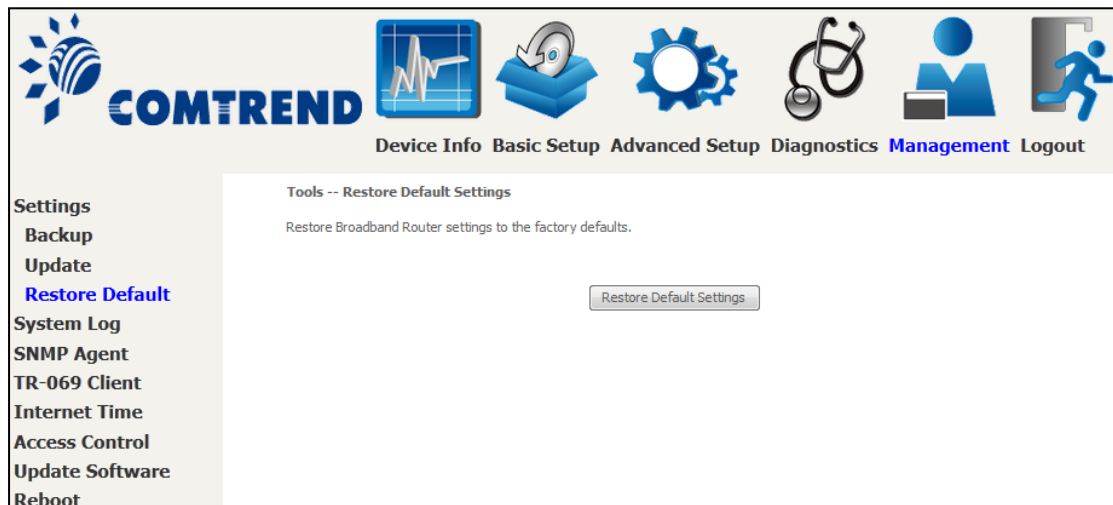 COMTREND
Device Info Basic Setup Advanced Setup Diagnostics Management Logout
Settings
Backup
Update
Restore Default
System Log
SNMP Agent
TR-069 Client
Internet Time
Access Control
Update Software
Reboot
Tools -- Restore Default Settings
Restore Broadband Router settings to the factory defaults.
Restore Default Settings